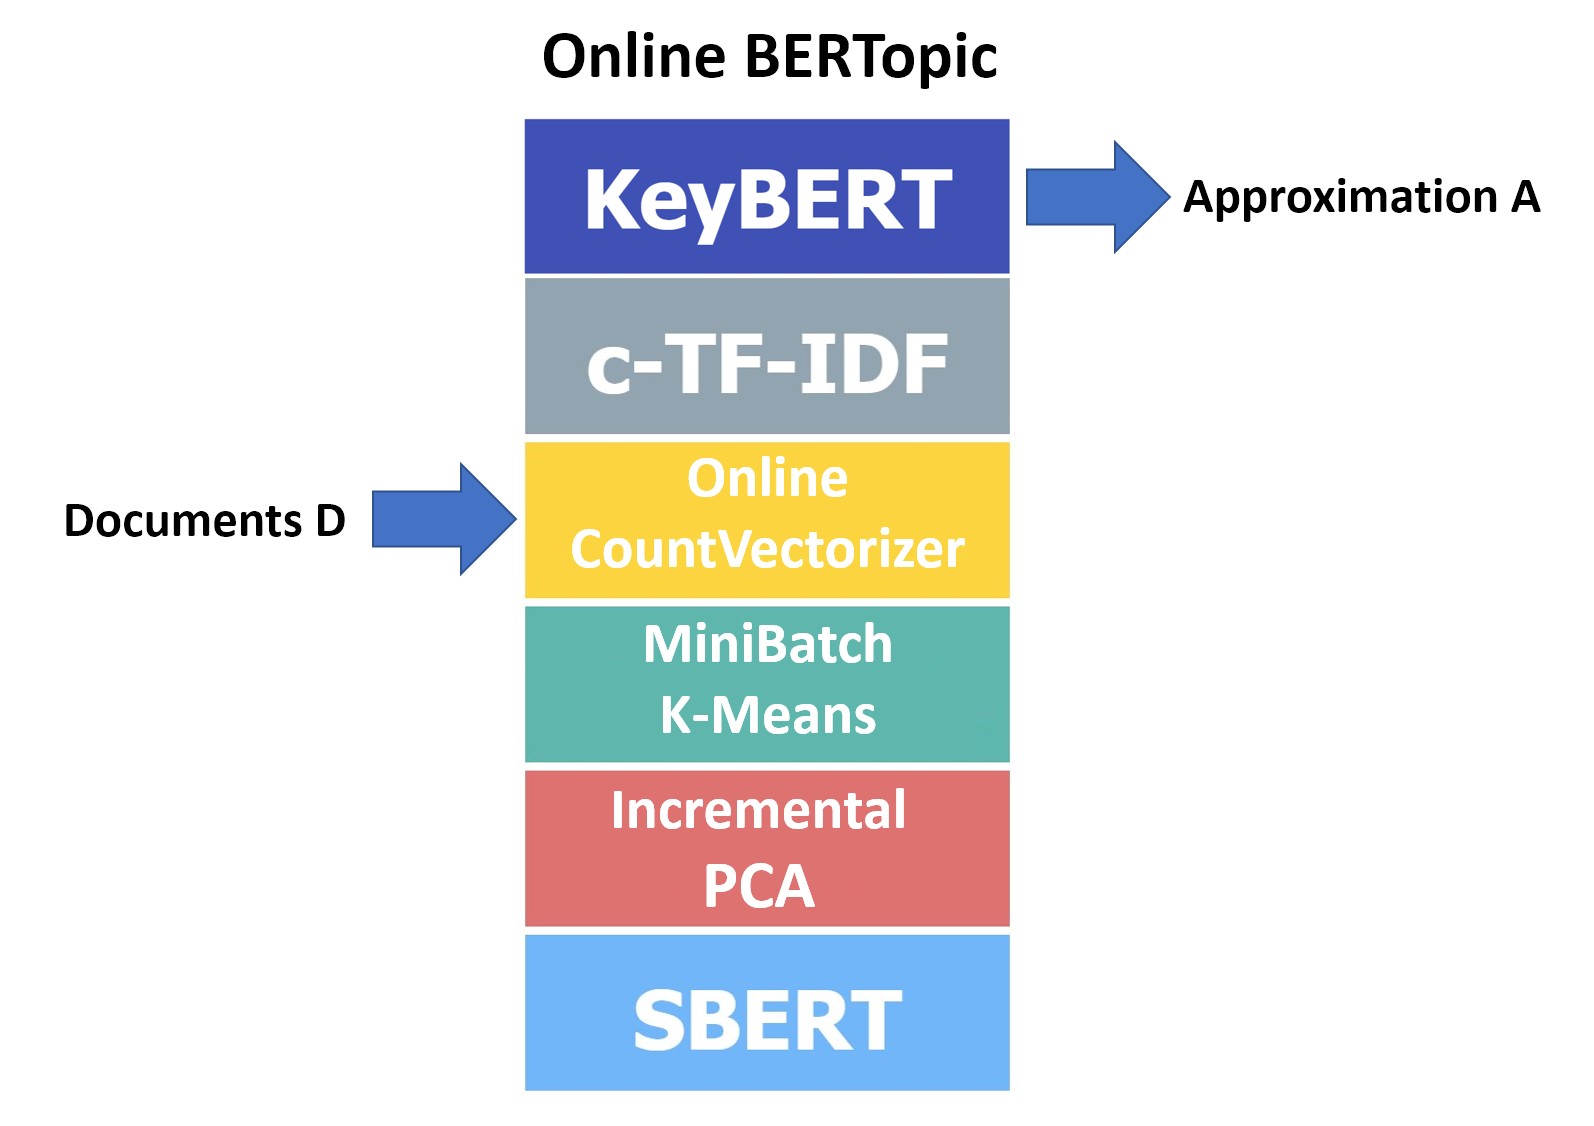 Online BERTopic
KeyBERT
Approximation A
c-TF-IDF
Online
CountVectorizer
Documents D
MiniBatch
K-Means
Incremental
PCA
SBERT